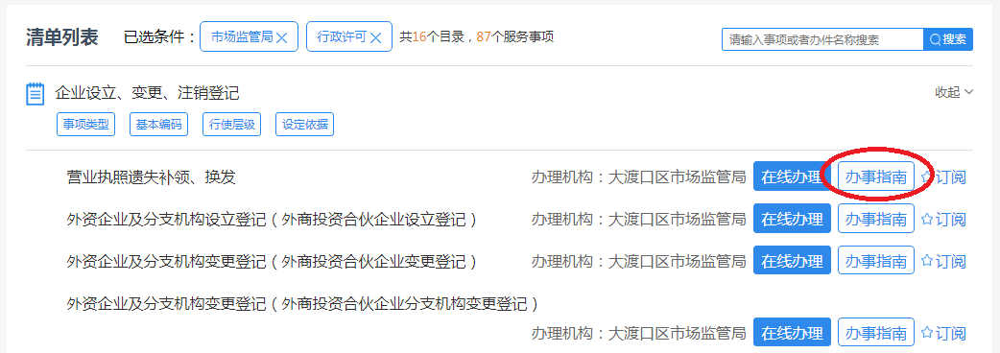 清单列表 已选条件： 市场监管局× 行政许可× 共16个目录，87个服务事项 请输入事项或者办件名称搜索 搜索
企业设立、变更、注销登记 收起
事项类型 基本编码 行使层级 设定依据
营业执照遗失补领、换发 办理机构：大渡口区市场监管局 在线办理 办事指南 订阅
外资企业及分支机构设立登记（外商投资合伙企业设立登记） 办理机构：大渡口区市场监管局 在线办理 办事指南 订阅
外资企业及分支机构变更登记（外商投资合伙企业变更登记） 办理机构：大渡口区市场监管局 在线办理 办事指南 订阅
外资企业及分支机构变更登记（外商投资合伙企业分支机构变更登记）
办理机构：大渡口区市场监管局 在线办理 办事指南 订阅